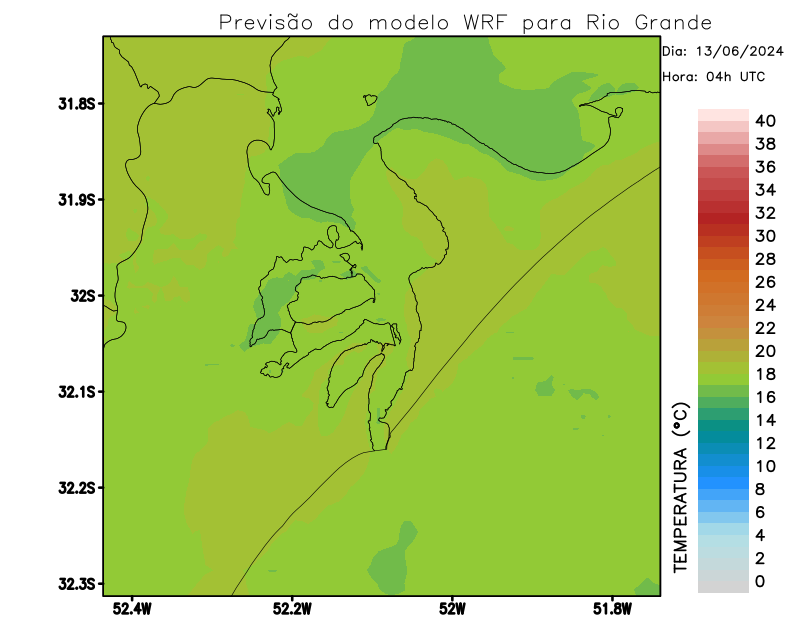 Previsão do modelo WRF para Rio Grande
Dia: 13/06/2024
Hora: 04h UTC
31.8S
31.9S
32S
32.1S
32.2S
32.3S
52.4W
52.2W
52W
51.8W
TEMPERATURA (°C)
40
38
36
34
32
30
28
26
24
22
20
18
16
14
12
10
8
6
4
2
0